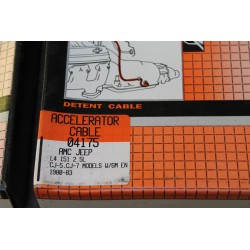 DETENT CABLE
ACCELERATOR
CABLE
04175
AMC JEEP
L4 151 2.5L
CJ-5,CJ-7 MODELS W/GM EN
1980-83